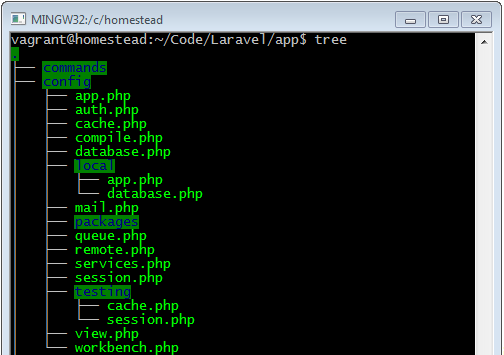 MINGW32:/c/homestead
vagrant@homestead:~/Code/Laravel/app$ tree
.
├── commands
├── config
│   ├── app.php
│   ├── auth.php
│   ├── cache.php
│   ├── compile.php
│   ├── database.php
│   ├── local
│   │   ├── app.php
│   │   └── database.php
│   ├── mail.php
│   ├── packages
│   ├── queue.php
│   ├── remote.php
│   ├── services.php
│   ├── session.php
│   ├── testing
│   │   ├── cache.php
│   │   └── session.php
│   ├── view.php
│   └── workbench.php